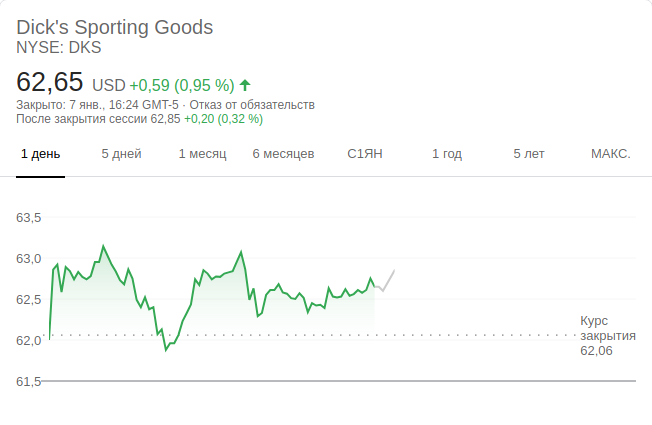 Dick's Sporting Goods
NYSE: DKS
62,65 USD +0,59 (0,95 %)
Закрыто: 7 янв., 16:24 GMT-5 · Отказ от обязательств
После закрытия сессии 62,85 +0,20 (0,32 %)
1 день 5 дней 1 месяц 6 месяцев С1ЯН 1 год 5 лет МАКС.
63,5
63,0
62,5
62,0
61,5
Курс
закрытия
62,06